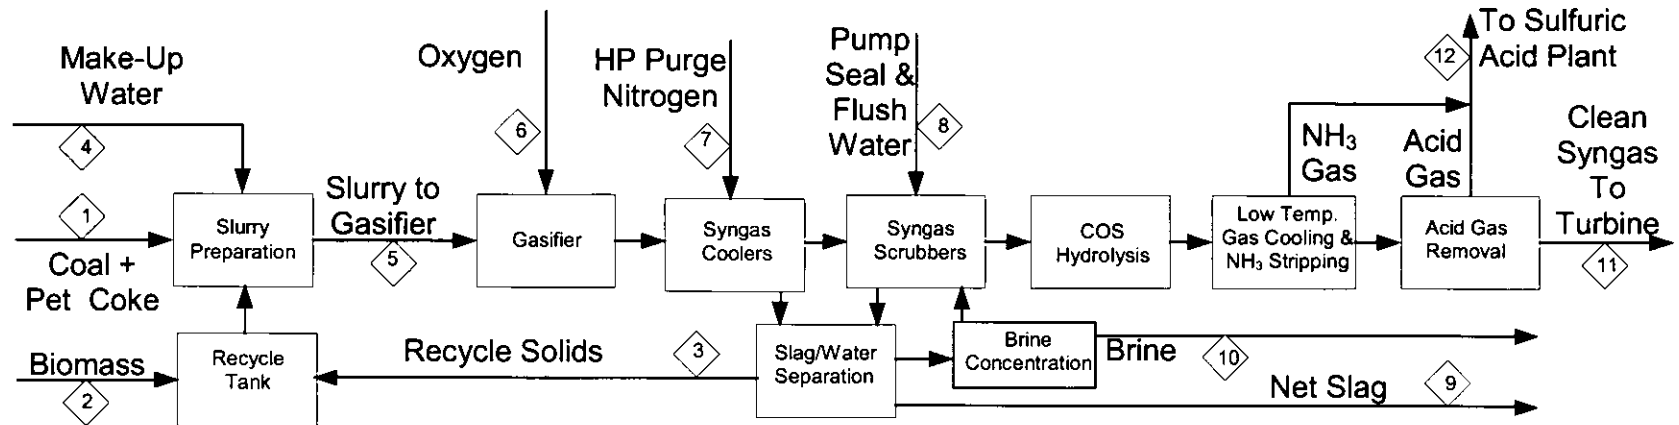 Make-Up
Water
4
1
Coal +
Pet Coke
Biomass
2
Slurry
Preparation
Recycle
Tank
Slurry to
Gasifier
5
Recycle Solids
3
Oxygen
6
Gasifier
HP Purge
Nitrogen
7
Syngas
Coolers
Pump
Seal &
Flush
Water
8
Syngas
Scrubbers
Slag/Water
Separation
Brine
Concentration
Brine
10
Net Slag
9
COS
Hydrolysis
Low Temp.
Gas Cooling &
NH₃ Stripping
NH₃
Gas
Acid
Gas
12
To Sulfuric
Acid Plant
Acid Gas
Removal
Clean
Syngas
To
Turbine
11